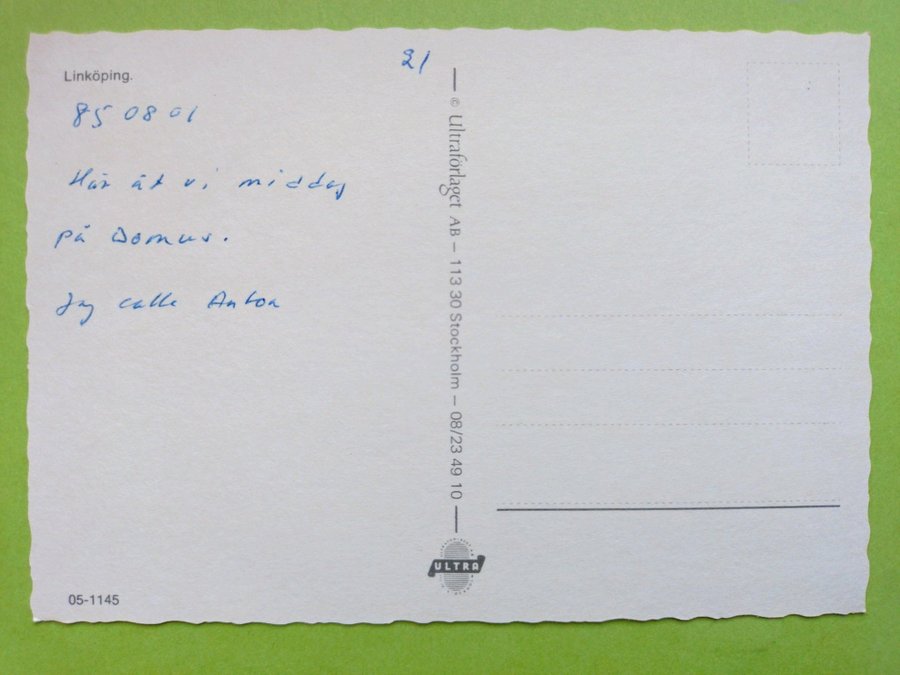 Linköping.
21
85 08 01
Här åt vi middag
på Domus.
Jag calle Anton
© Ultraförlaget AB – 113 30 Stockholm – 08/23 49 10
ULTRA
05-1145